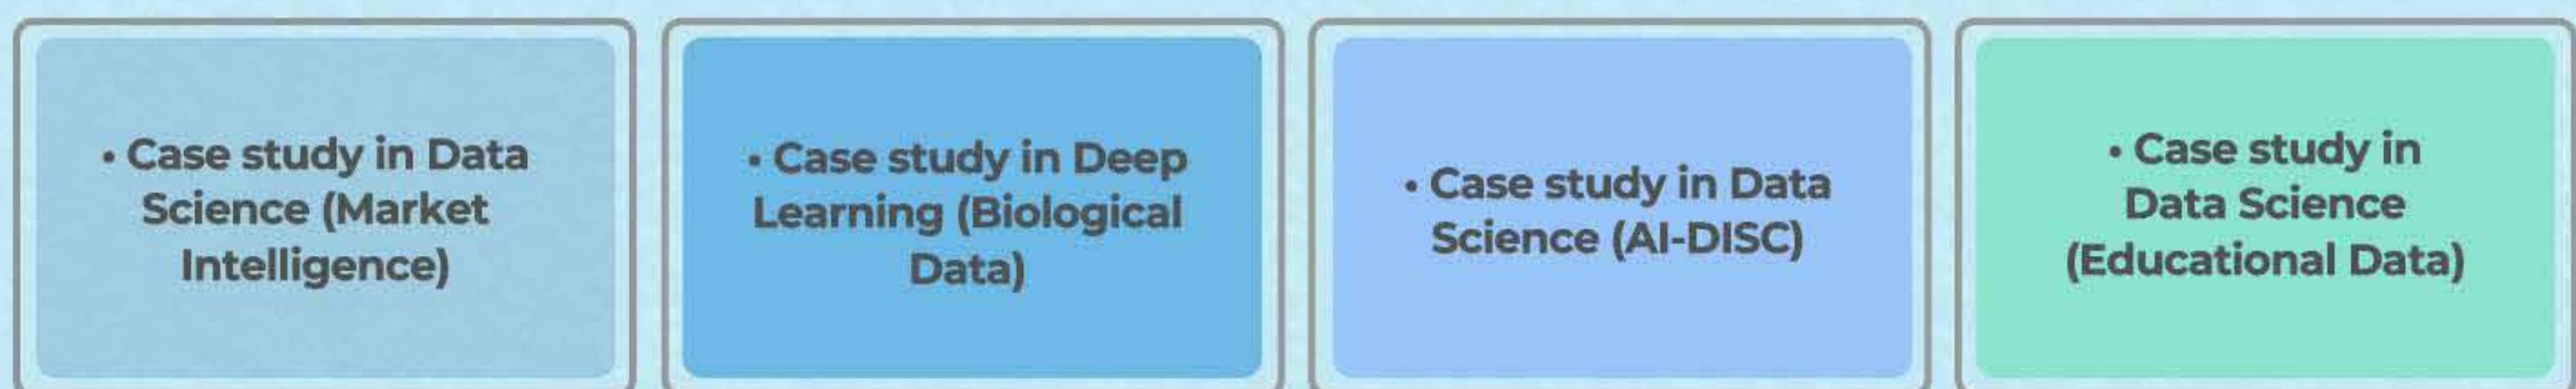 • Case study in Data
Science (Market
Intelligence)
• Case study in Deep
Learning (Biological
Data)
• Case study in Data
Science (AI-DISC)
• Case study in
Data Science
(Educational Data)